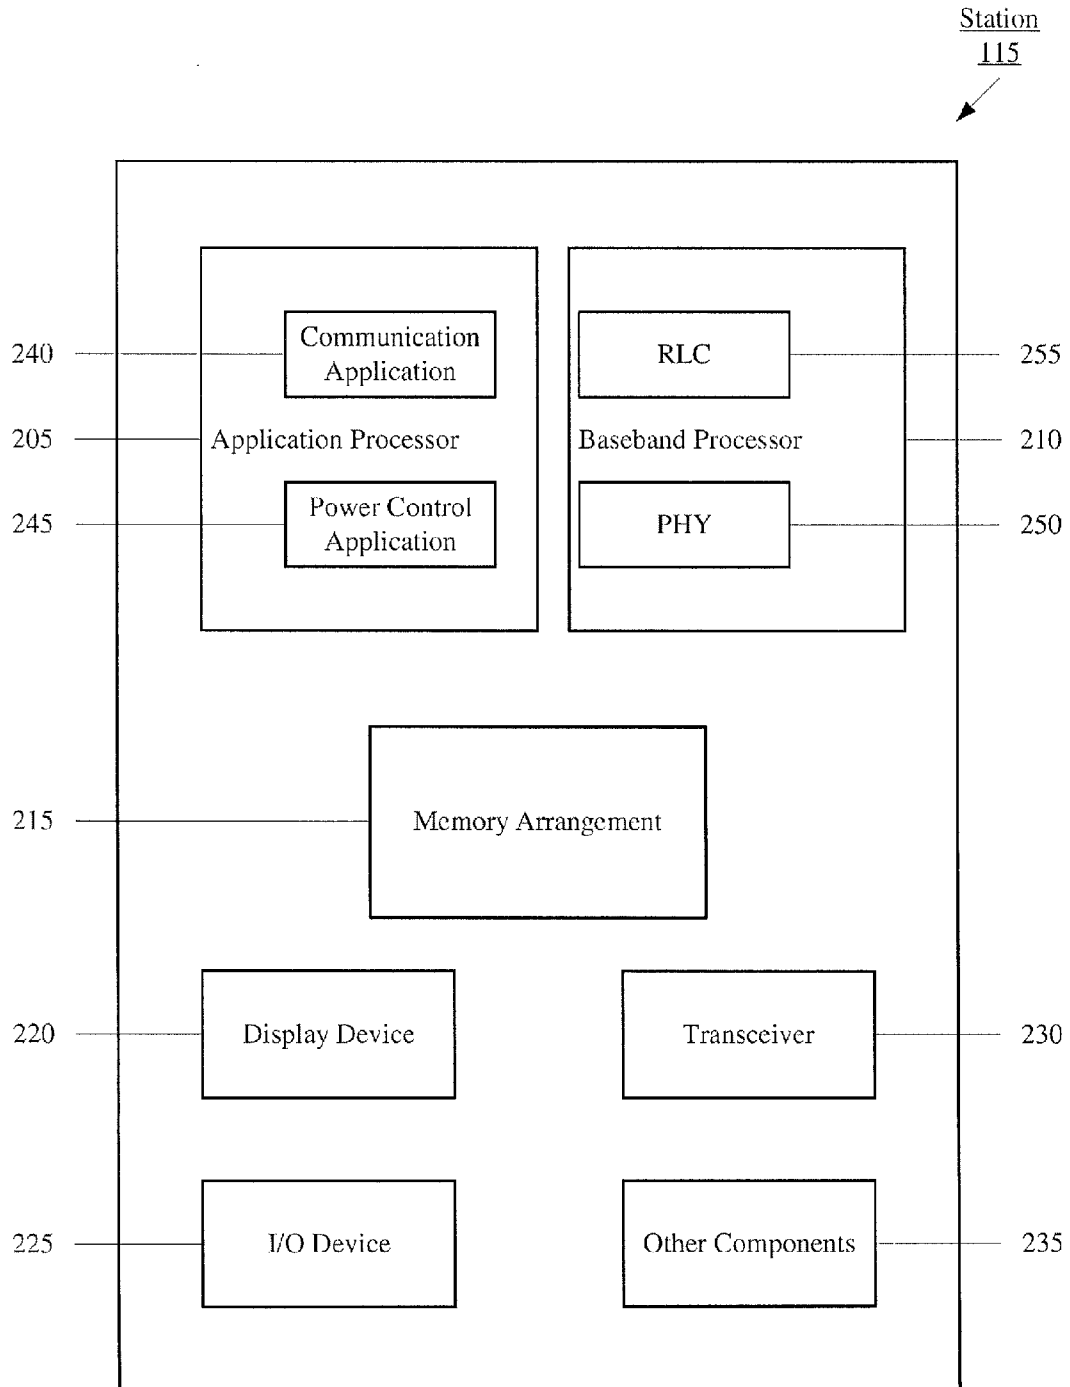 Station
115
Communication
Application
240
RLC
255
205
Application Processor
Baseband Processor
210
Power Control
Application
245
PHY
250
215
Memory Arrangement
220
Display Device
Transceiver
230
225
I/O Device
Other Components
235